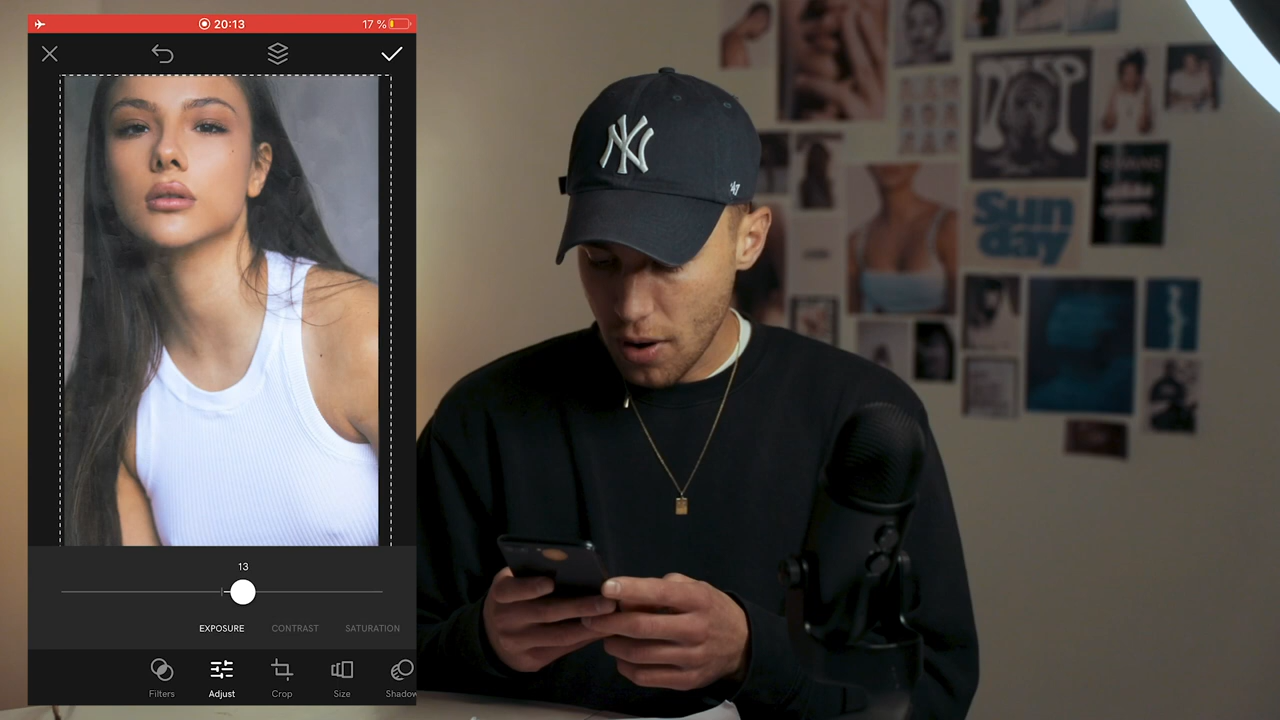 20:13
17 %
13
EXPOSURE
CONTRAST
SATURATION
Filters
Adjust
Crop
Size
Shadow
NY
'47
Sun
day